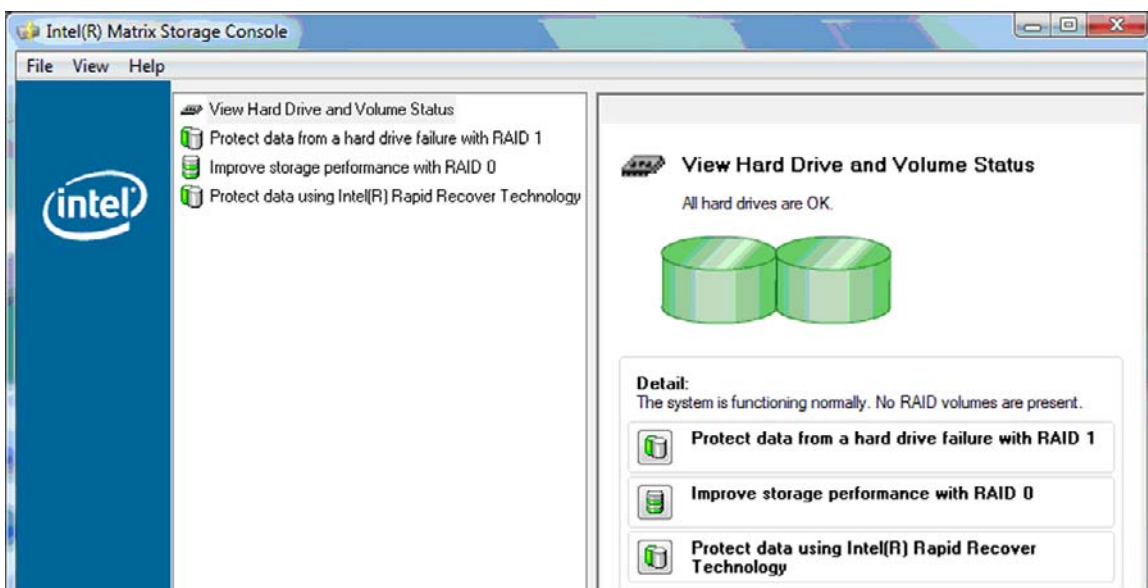 Intel(R) Matrix Storage Console
File View Help
intel
View Hard Drive and Volume Status
Protect data from a hard drive failure with RAID 1
Improve storage performance with RAID 0
Protect data using Intel(R) Rapid Recover Technology
View Hard Drive and Volume Status
All hard drives are OK.
Detail:
The system is functioning normally. No RAID volumes are present.
Protect data from a hard drive failure with RAID 1
Improve storage performance with RAID 0
Protect data using Intel(R) Rapid Recover
Technology